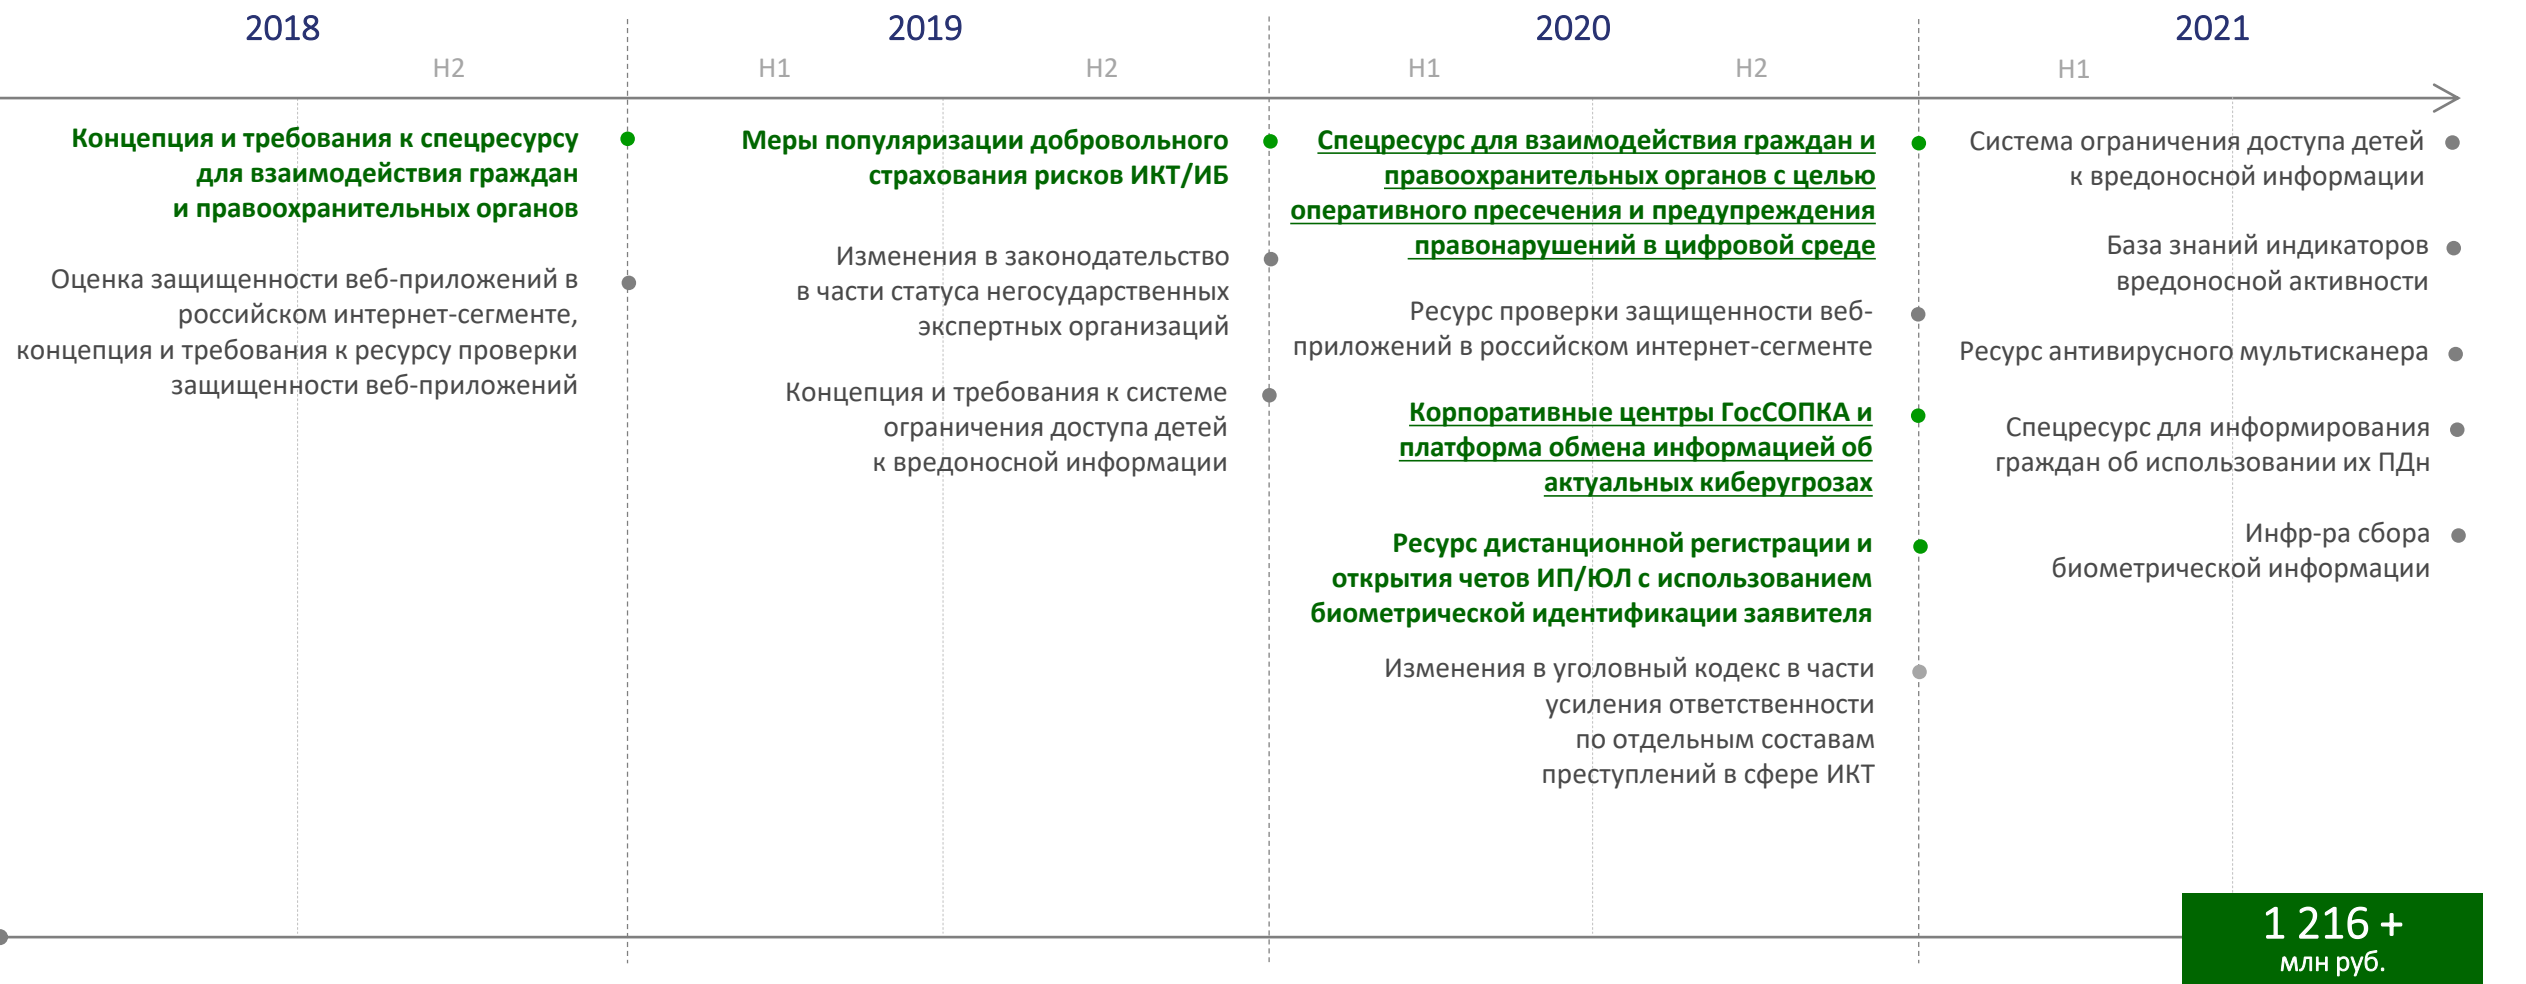 2018
2019
2020
2021
H2
H1
H2
H1
H2
H1
Концепция и требования к спецресурсу
для взаимодействия граждан
и правоохранительных органов
Оценка защищенности веб-приложений в
российском интернет-сегменте,
концепция и требования к ресурсу проверки
защищенности веб-приложений
Меры популяризации добровольного
страхования рисков ИКТ/ИБ
Изменения в законодательство
в части статуса негосударственных
экспертных организаций
Концепция и требования к системе
ограничения доступа детей
к вредоносной информации
Спецресурс для взаимодействия граждан и
правоохранительных органов с целью
оперативного пресечения и предупреждения
правонарушений в цифровой среде
Ресурс проверки защищенности веб-
приложений в российском интернет-сегменте
Корпоративные центры ГосСОПКА и
платформа обмена информацией об
актуальных киберугрозах
Ресурс дистанционной регистрации и
открытия четов ИП/ЮЛ с использованием
биометрической идентификации заявителя
Изменения в уголовный кодекс в части
усиления ответственности
по отдельным составам
преступлений в сфере ИКТ
Система ограничения доступа детей
к вредоносной информации
База знаний индикаторов
вредоносной активности
Ресурс антивирусного мультисканера
Спецресурс для информирования
граждан об использовании их ПДн
Инфр-ра сбора
биометрической информации
1 216 +
млн руб.